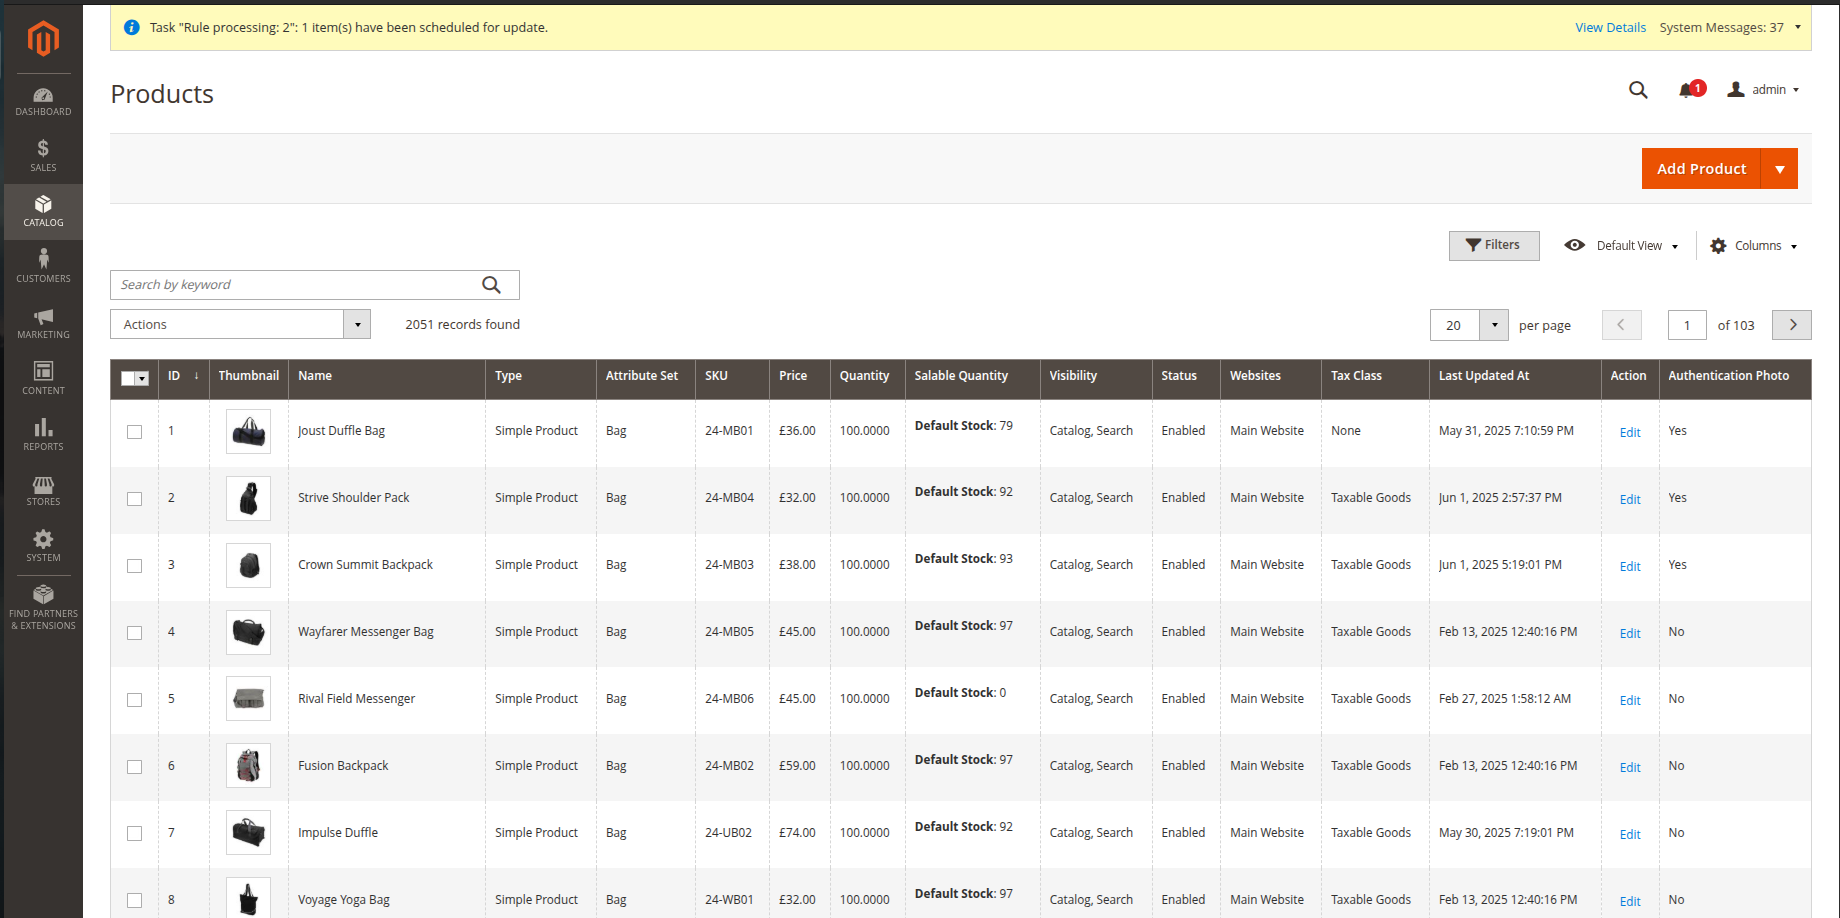 Task "Rule processing: 2": 1 item(s) have been scheduled for update. View Details System Messages: 37
DASHBOARD
SALES
CATALOG
CUSTOMERS
MARKETING
CONTENT
REPORTS
STORES
SYSTEM
FIND PARTNERS
& EXTENSIONS
Products
1 admin
Add Product
Filters Default View Columns
Search by keyword
Actions 2051 records found 20 per page 1 of 103
ID ↓ Thumbnail Name Type Attribute Set SKU Price Quantity Salable Quantity Visibility Status Websites Tax Class Last Updated At Action Authentication Photo
1 Joust Duffle Bag Simple Product Bag 24-MB01 £36.00 100.0000 Default Stock: 79 Catalog, Search Enabled Main Website None May 31, 2025 7:10:59 PM Edit Yes
2 Strive Shoulder Pack Simple Product Bag 24-MB04 £32.00 100.0000 Default Stock: 92 Catalog, Search Enabled Main Website Taxable Goods Jun 1, 2025 2:57:37 PM Edit Yes
3 Crown Summit Backpack Simple Product Bag 24-MB03 £38.00 100.0000 Default Stock: 93 Catalog, Search Enabled Main Website Taxable Goods Jun 1, 2025 5:19:01 PM Edit Yes
4 Wayfarer Messenger Bag Simple Product Bag 24-MB05 £45.00 100.0000 Default Stock: 97 Catalog, Search Enabled Main Website Taxable Goods Feb 13, 2025 12:40:16 PM Edit No
5 Rival Field Messenger Simple Product Bag 24-MB06 £45.00 100.0000 Default Stock: 0 Catalog, Search Enabled Main Website Taxable Goods Feb 27, 2025 1:58:12 AM Edit No
6 Fusion Backpack Simple Product Bag 24-MB02 £59.00 100.0000 Default Stock: 97 Catalog, Search Enabled Main Website Taxable Goods Feb 13, 2025 12:40:16 PM Edit No
7 Impulse Duffle Simple Product Bag 24-UB02 £74.00 100.0000 Default Stock: 92 Catalog, Search Enabled Main Website Taxable Goods May 30, 2025 7:19:01 PM Edit No
8 Voyage Yoga Bag Simple Product Bag 24-WB01 £32.00 100.0000 Default Stock: 97 Catalog, Search Enabled Main Website Taxable Goods Feb 13, 2025 12:40:16 PM Edit No